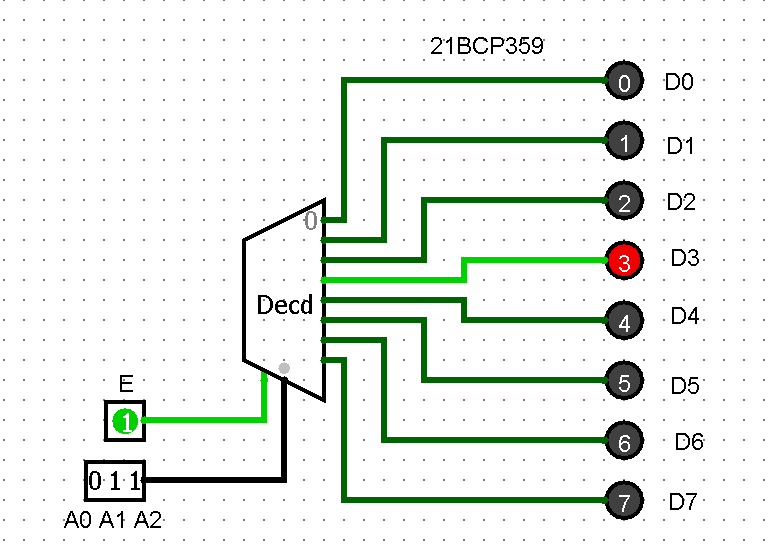 21BCP359
0 D0
1 D1
2 D2
0
3 D3
Decd
4 D4
5 D5
E
1
6 D6
0 1 1
7 D7
A0 A1 A2